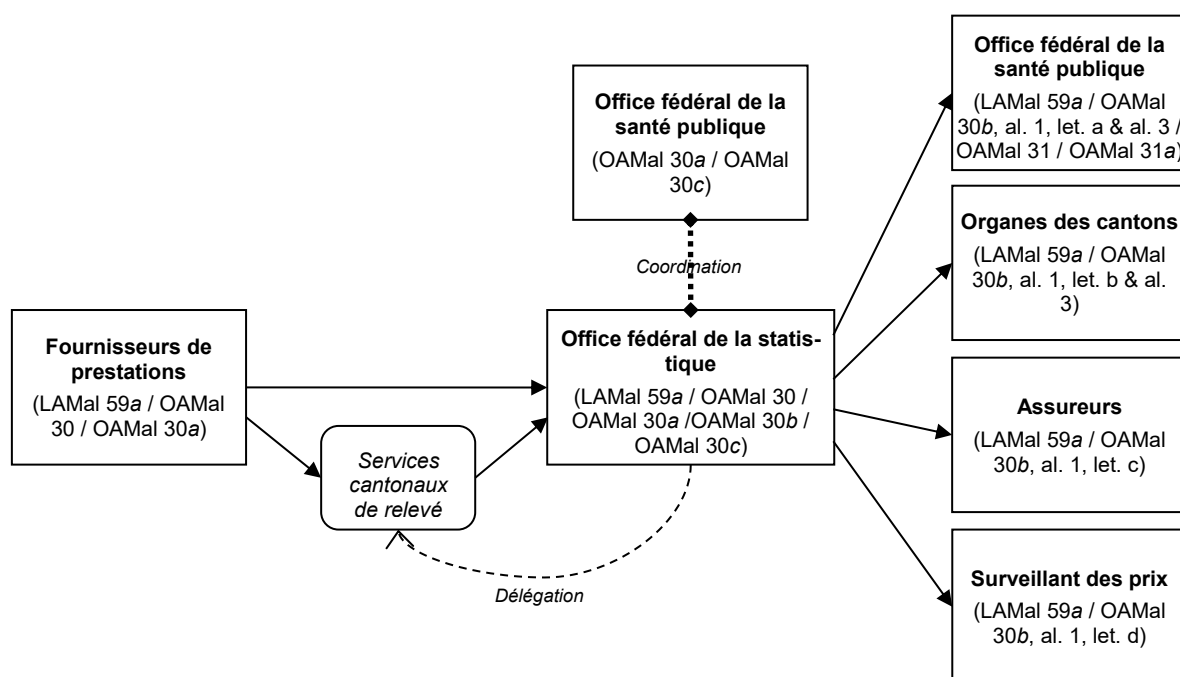 Office fédéral de la
santé publique
(OAMal 30a / OAMal
30c)
Coordination
Fournisseurs de
prestations
(LAMal 59a / OAMal
30 / OAMal 30a)
Services
cantonaux
de relevé
Office fédéral de la statis-
tique
(LAMal 59a / OAMal 30 /
OAMal 30a /OAMal 30b /
OAMal 30c)
Délégation
Office fédéral de la
santé publique
(LAMal 59a / OAMal
30b, al. 1, let. a & al. 3 /
OAMal 31 / OAMal 31a)
Organes des cantons
(LAMal 59a / OAMal
30b, al. 1, let. b & al.
3)
Assureurs
(LAMal 59a / OAMal
30b, al. 1, let. c)
Surveillant des prix
(LAMal 59a / OAMal
30b, al. 1, let. d)